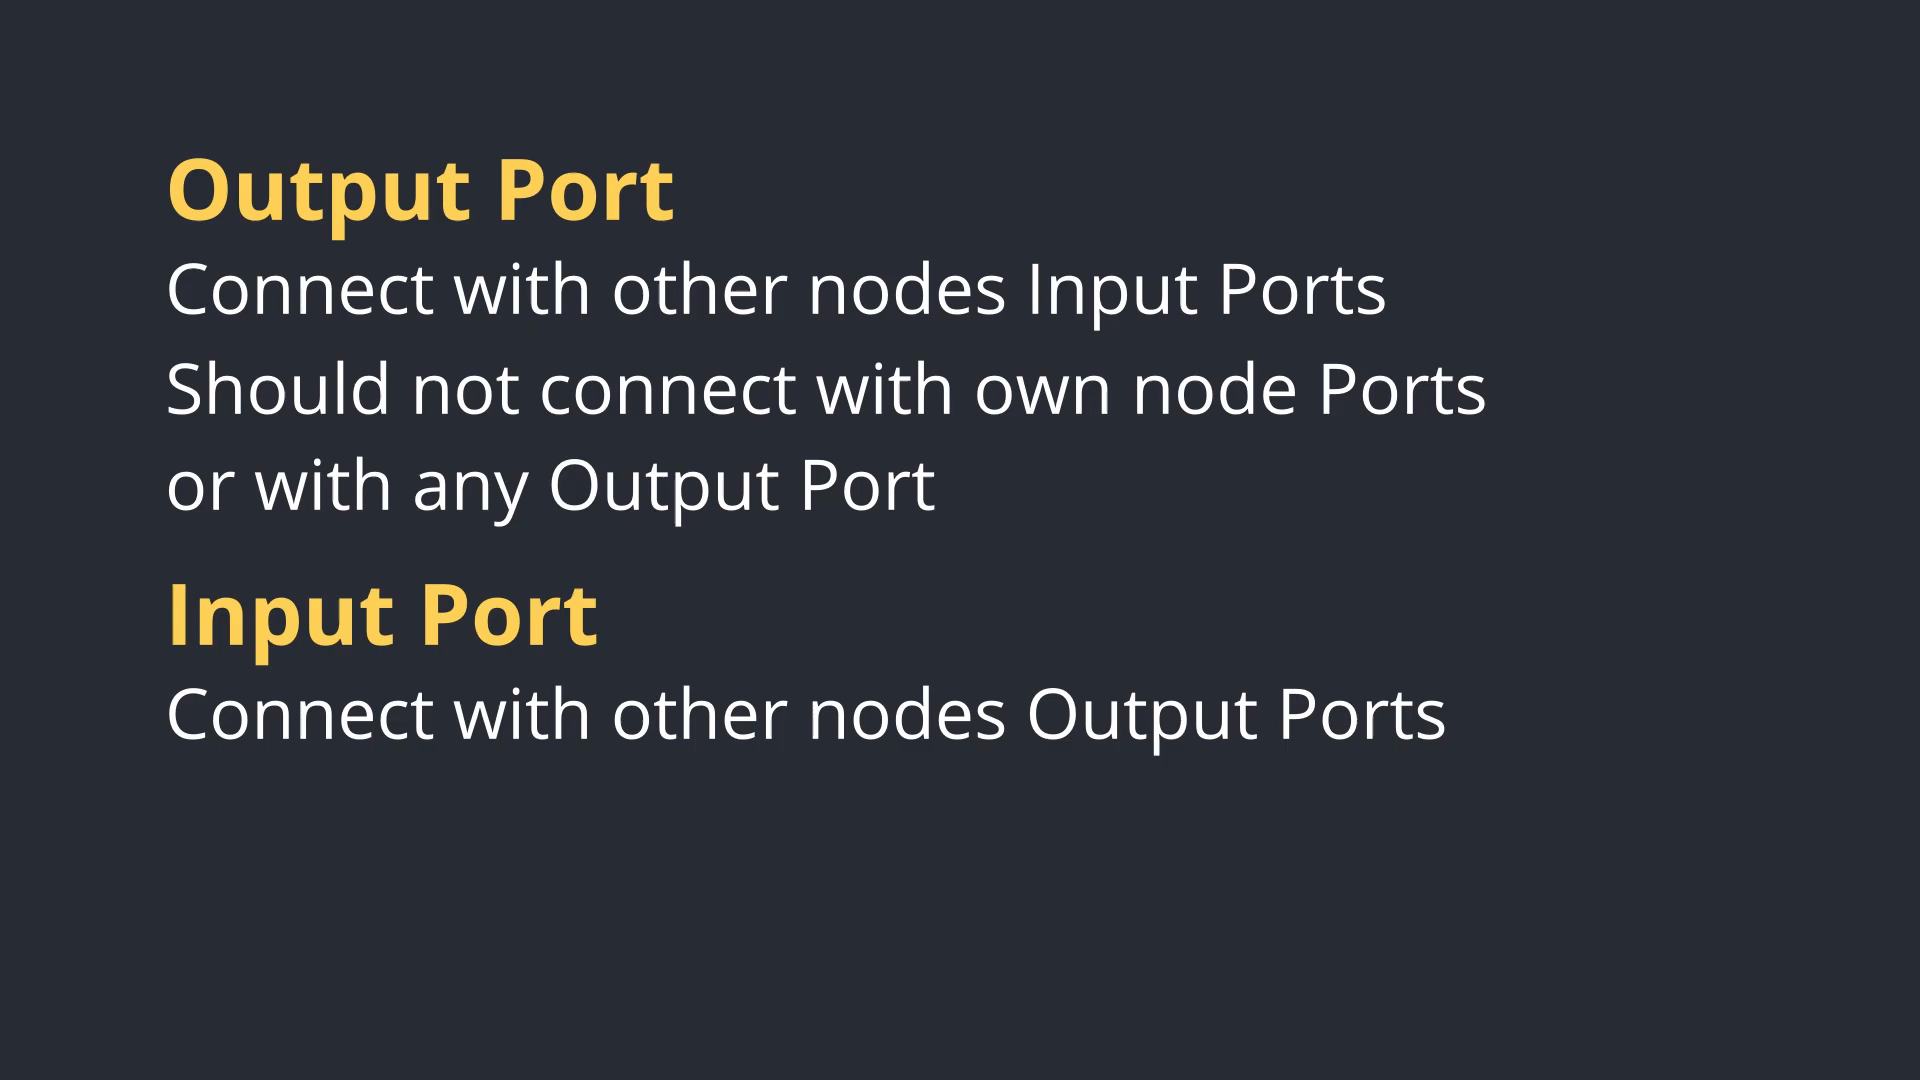 Output Port
Connect with other nodes Input Ports
Should not connect with own node Ports
or with any Output Port
Input Port
Connect with other nodes Output Ports